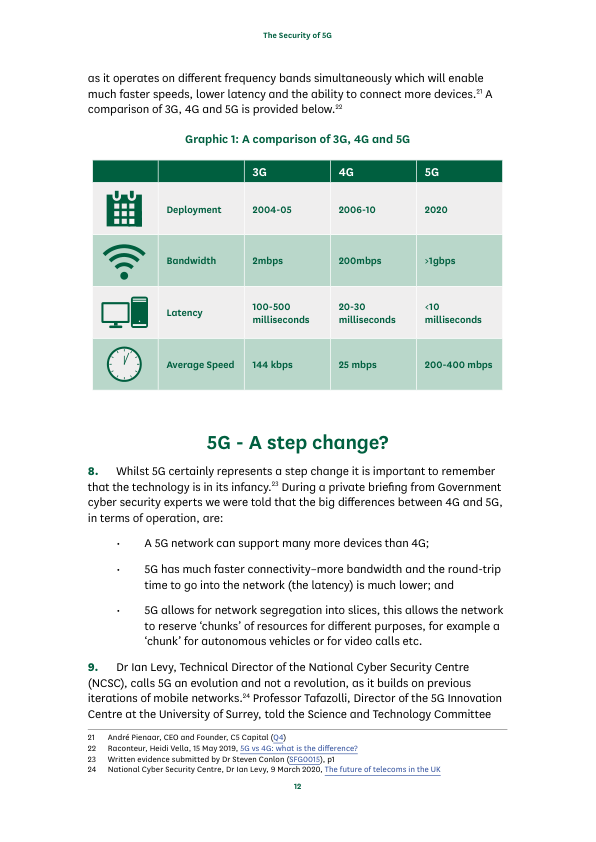 The Security of 5G
as it operates on different frequency bands simultaneously which will enable
much faster speeds, lower latency and the ability to connect more devices.21 A
comparison of 3G, 4G and 5G is provided below.22
Graphic 1: A comparison of 3G, 4G and 5G
3G 4G 5G
Deployment 2004-05 2006-10 2020
Bandwidth 2mbps 200mbps >1gbps
Latency 100-500 milliseconds 20-30 milliseconds <10 milliseconds
Average Speed 144 kbps 25 mbps 200-400 mbps
5G - A step change?
8. Whilst 5G certainly represents a step change it is important to remember
that the technology is in its infancy.23 During a private briefing from Government
cyber security experts we were told that the big differences between 4G and 5G,
in terms of operation, are:
· A 5G network can support many more devices than 4G;
· 5G has much faster connectivity–more bandwidth and the round-trip
time to go into the network (the latency) is much lower; and
· 5G allows for network segregation into slices, this allows the network
to reserve ‘chunks’ of resources for different purposes, for example a
‘chunk’ for autonomous vehicles or for video calls etc.
9. Dr Ian Levy, Technical Director of the National Cyber Security Centre
(NCSC), calls 5G an evolution and not a revolution, as it builds on previous
iterations of mobile networks.24 Professor Tafazolli, Director of the 5G Innovation
Centre at the University of Surrey, told the Science and Technology Committee
21 André Pienaar, CEO and Founder, C5 Capital (Q4)
22 Raconteur, Heidi Vella, 15 May 2019, 5G vs 4G: what is the difference?
23 Written evidence submitted by Dr Steven Conlon (SFG0015), p1
24 National Cyber Security Centre, Dr Ian Levy, 9 March 2020, The future of telecoms in the UK
12